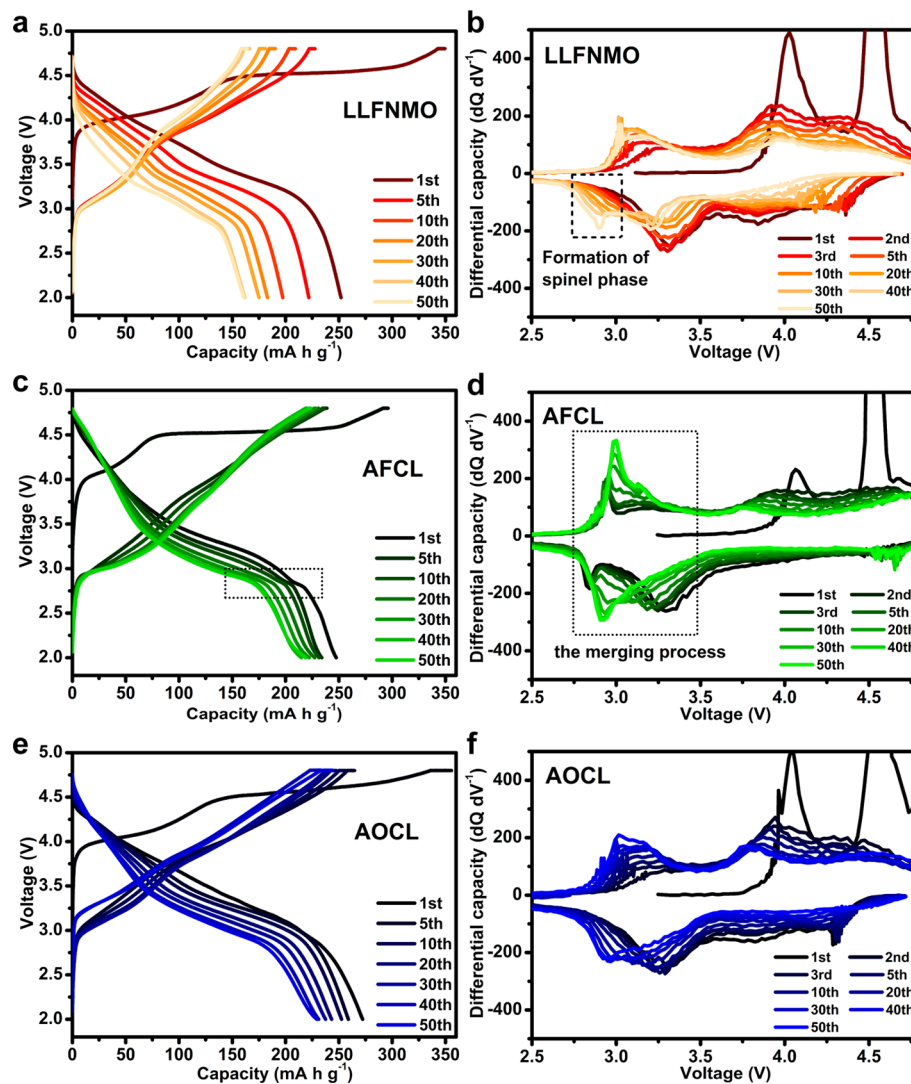 a
5.0
4.5
4.0
3.5
3.0
2.5
2.0
Voltage (V)
LLFNMO
1st
5th
10th
20th
30th
40th
50th
0 50 100 150 200 250 300 350
Capacity (mA h g-1)
b
LLFNMO
400
200
0
-200
-400
Differential capacity (dQ dV-1)
Formation of
spinel phase
1st 2nd
3rd 5th
10th 20th
30th 40th
50th
2.5 3.0 3.5 4.0 4.5
Voltage (V)
c
5.0
4.5
4.0
3.5
3.0
2.5
2.0
Voltage (V)
AFCL
1st
5th
10th
20th
30th
40th
50th
0 50 100 150 200 250 300 350
Capacity (mA h g-1)
d
AFCL
400
200
0
-200
-400
Differential capacity (dQ dV-1)
the merging process
1st 2nd
3rd 5th
10th 20th
30th 40th
50th
2.5 3.0 3.5 4.0 4.5
Voltage (V)
e
5.0
4.5
4.0
3.5
3.0
2.5
2.0
Voltage (V)
AOCL
1st
5th
10th
20th
30th
40th
50th
0 50 100 150 200 250 300 350
Capacity (mA h g-1)
f
AOCL
400
200
0
-200
-400
Differential capacity (dQ dV-1)
1st 2nd
3rd 5th
10th 20th
30th 40th
50th
2.5 3.0 3.5 4.0 4.5
Voltage (V)